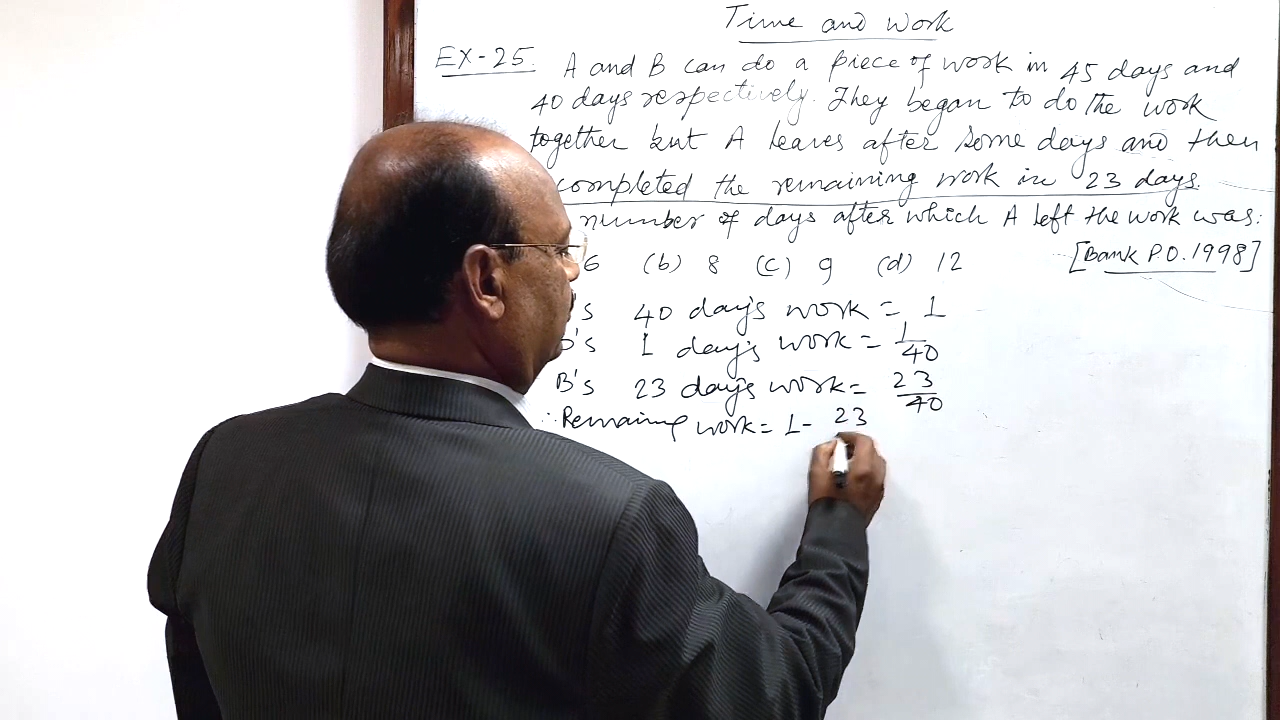 Time and Work
EX-25. A and B can do a piece of work in 45 days and
40 days respectively. They began to do the work
together but A leaves after some days and then
completed the remaining work in 23 days.
number of days after which A left the work was:
6 (b) 8 (c) 9 (d) 12 [Bank P.O. 1998]
's 40 day's work = 1
's 1 day's work = 1/40
B's 23 day's work = 23/40
∴ Remaining work = 1 - 23